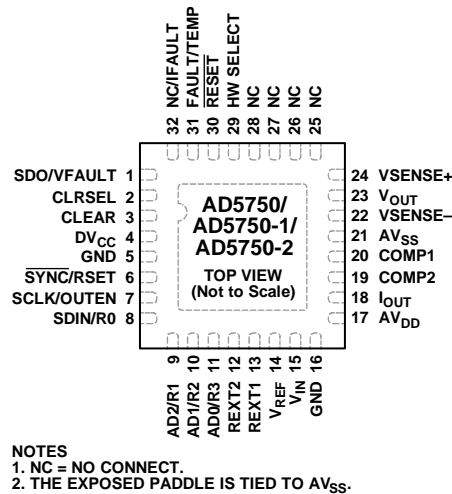 32 NC/IFAULT
31 FAULT/TEMP
30 RESET
29 HW SELECT
28 NC
27 NC
26 NC
25 NC
SDO/VFAULT 1
CLRSEL 2
CLEAR 3
DVCC 4
GND 5
SYNC/RSET 6
SCLK/OUTEN 7
SDIN/R0 8
AD5750/
AD5750-1/
AD5750-2
TOP VIEW
(Not to Scale)
24 VSENSE+
23 VOUT
22 VSENSE–
21 AVSS
20 COMP1
19 COMP2
18 IOUT
17 AVDD
AD2/R1 9
AD1/R2 10
AD0/R3 11
REXT2 12
REXT1 13
VREF 14
VIN 15
GND 16
NOTES
1. NC = NO CONNECT.
2. THE EXPOSED PADDLE IS TIED TO AVSS.